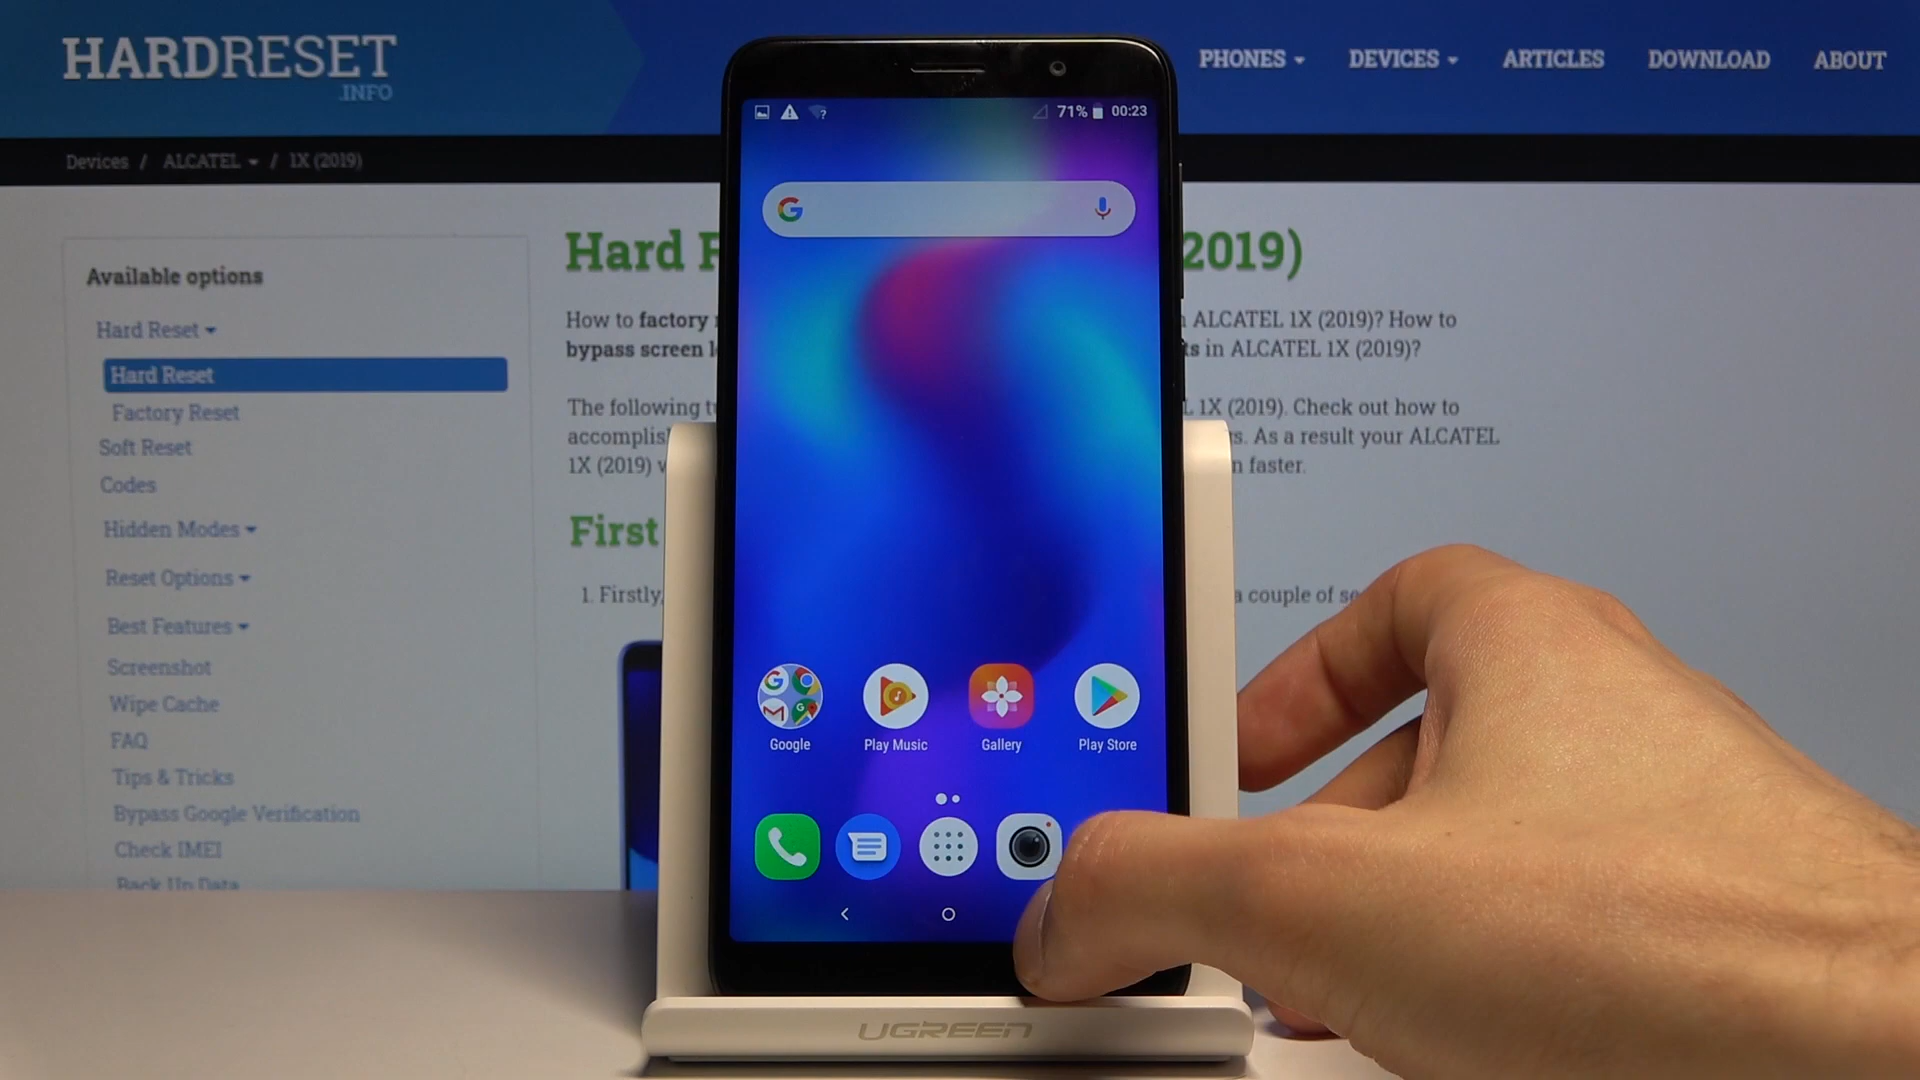 HARDRESET
.INFO
PHONES
DEVICES
ARTICLES
DOWNLOAD
ABOUT
Devices / ALCATEL / 1X (2019)
Available options
Hard Reset
Hard Reset
Factory Reset
Soft Reset
Codes
Hidden Modes
Reset Options
Best Features
Screenshot
Wipe Cache
FAQ
Tips & Tricks
Bypass Google Verification
Check IMEI
Back Up Data
Hard 2019)
How to factory ALCATEL 1X (2019)? How to
bypass screen in ALCATEL 1X (2019)?
The following 1X (2019). Check out how to
As a result your ALCATEL
1X (2019) faster.
First
1. Firstly, a couple of
71% 00:23
Google
Play Music
Gallery
Play Store
UGREEN